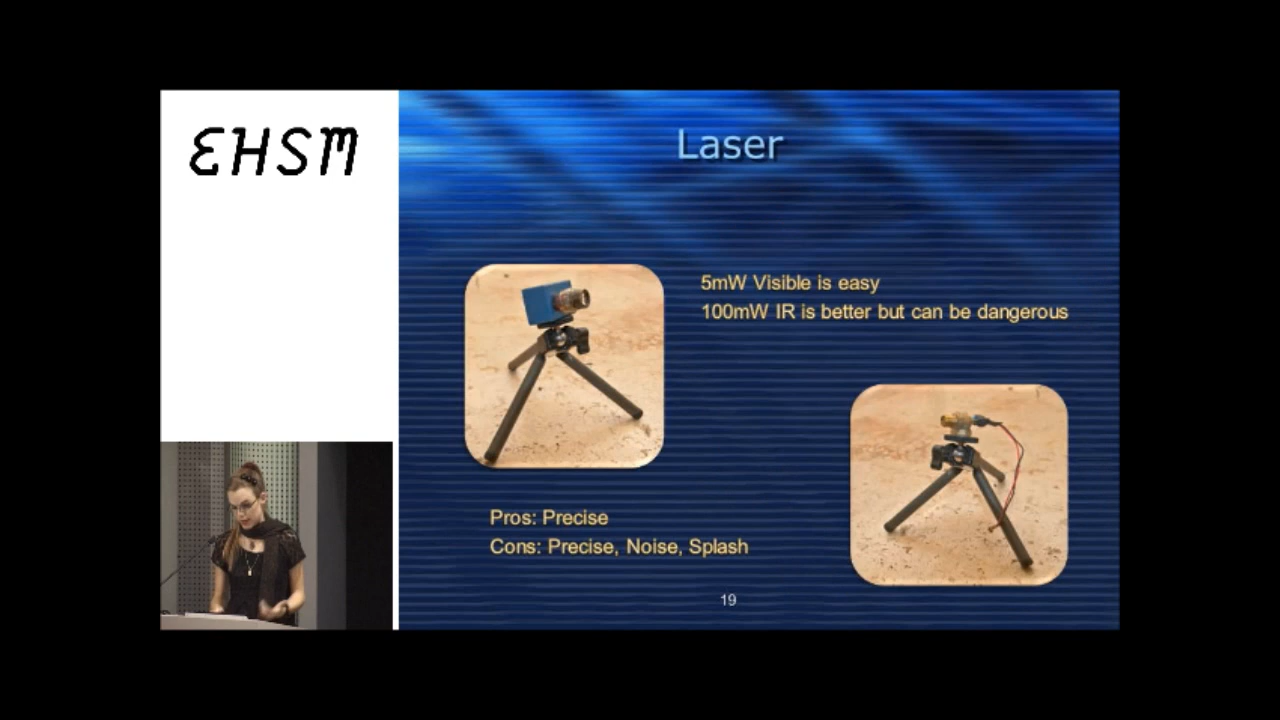 EHSM
Laser
5mW Visible is easy
100mW IR is better but can be dangerous
Pros: Precise
Cons: Precise, Noise, Splash
19